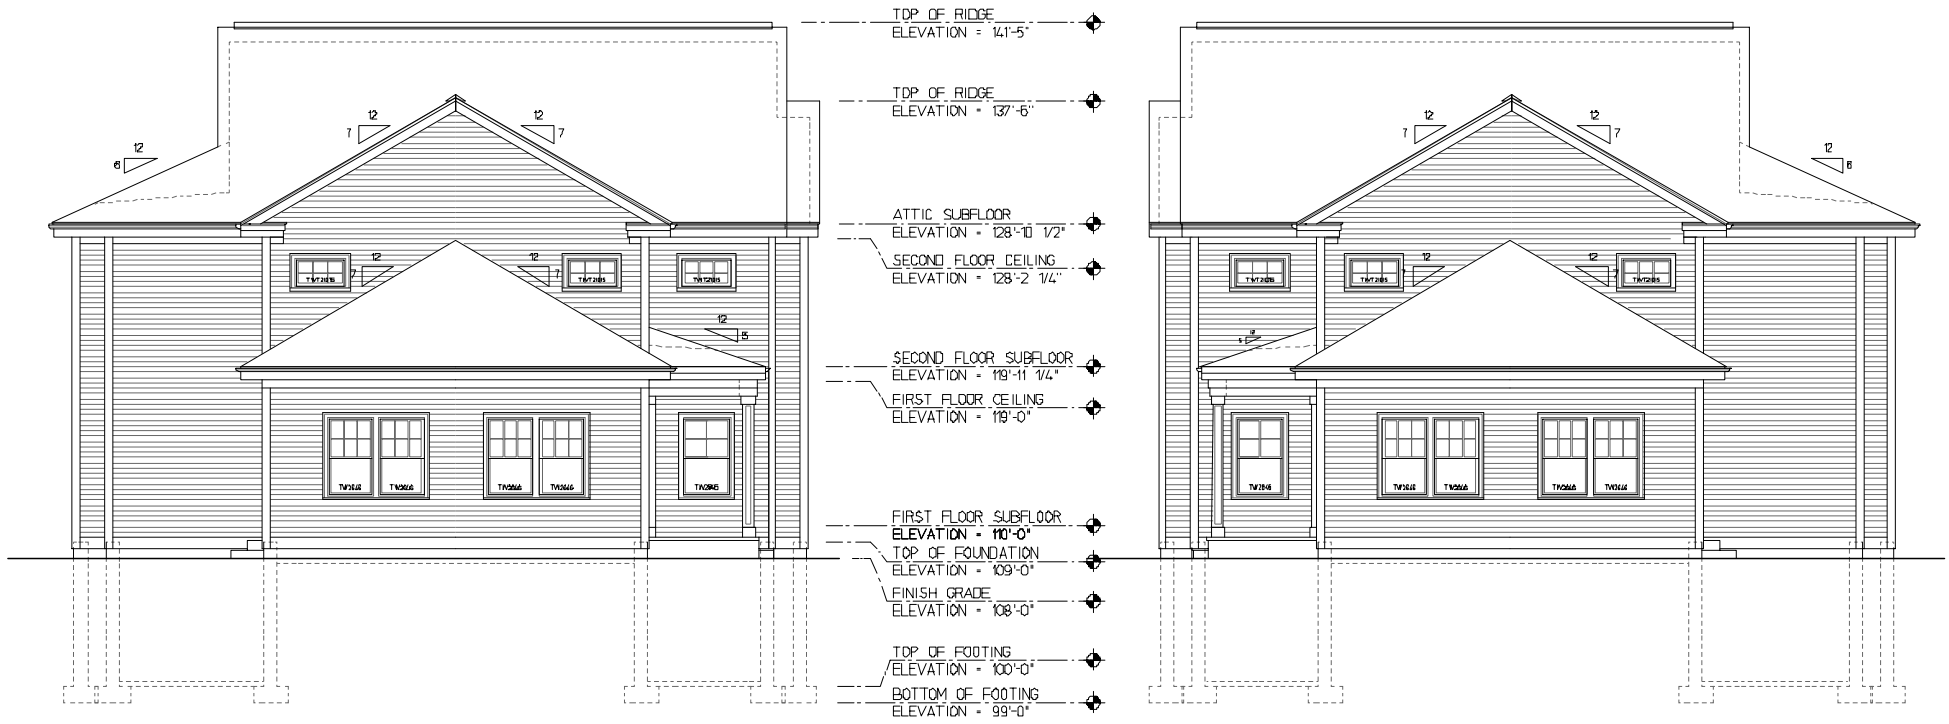 TOP OF RIDGE
ELEVATION = 141'-5"
TOP OF RIDGE
ELEVATION = 137'-6"
12
7
12
7
12
6
12
7
12
7
12
6
ATTIC SUBFLOOR
ELEVATION = 128'-10 1/2"
SECOND FLOOR CEILING
ELEVATION = 128'-2 1/4"
12
7
12
7
12
7
12
7
12
SECOND FLOOR SUBFLOOR
ELEVATION = 119'-11 1/4"
FIRST FLOOR CEILING
ELEVATION = 119'-0"
FIRST FLOOR SUBFLOOR
ELEVATION = 110'-0"
TOP OF FOUNDATION
ELEVATION = 109'-0"
FINISH GRADE
ELEVATION = 108'-0"
TOP OF FOOTING
ELEVATION = 100'-0"
BOTTOM OF FOOTING
ELEVATION = 99'-0"